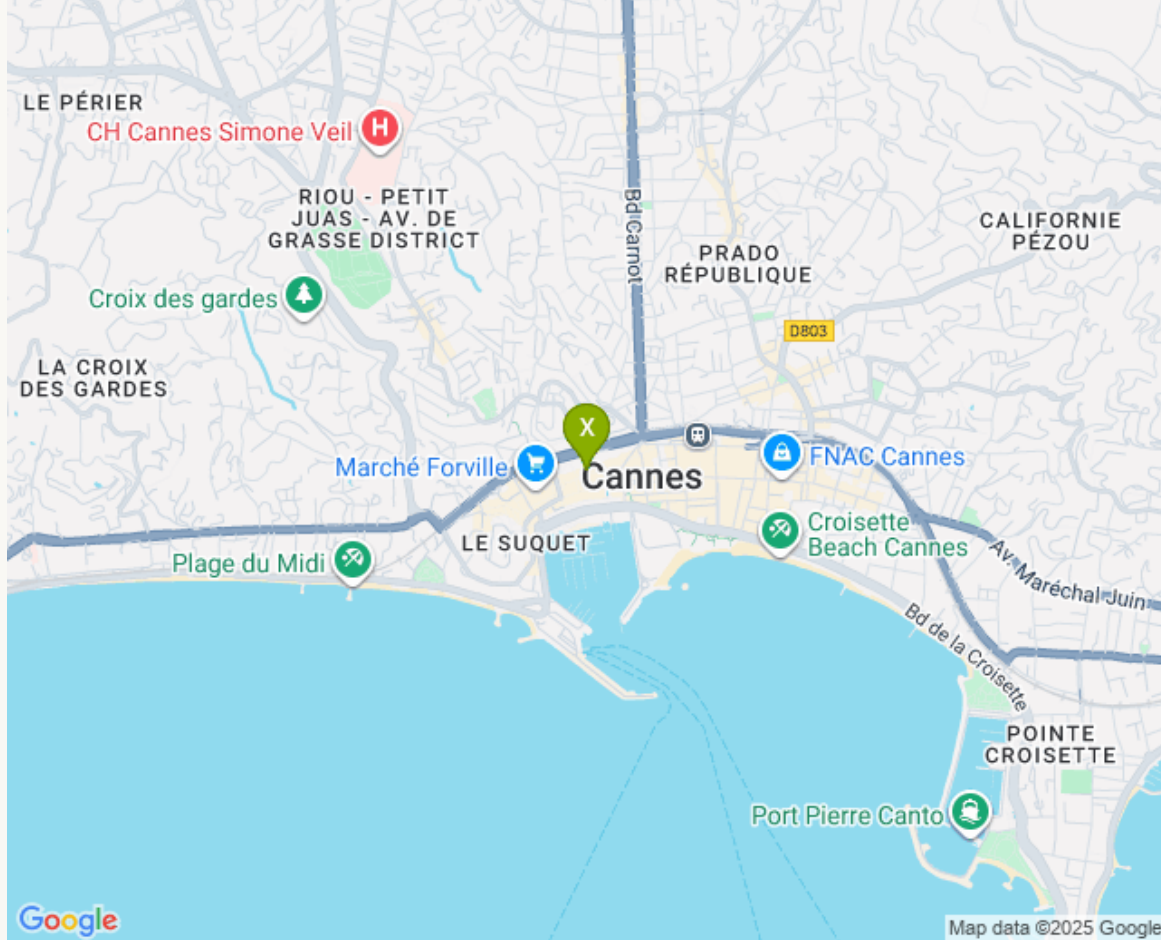 LE PÉRIER
CH Cannes Simone Veil
H
RIOU - PETIT
JUAS - AV. DE
GRASSE DISTRICT
Bd Carnot
CALIFORNIE
PÉZOU
PRADO
RÉPUBLIQUE
Croix des gardes
D803
LA CROIX
DES GARDES
X
Marché Forville
Cannes
FNAC Cannes
LE SUQUET
Croisette
Beach Cannes
Plage du Midi
Av. Maréchal Juin
Bd de la Croisette
POINTE
CROISETTE
Port Pierre Canto
Google
Map data ©2025 Google